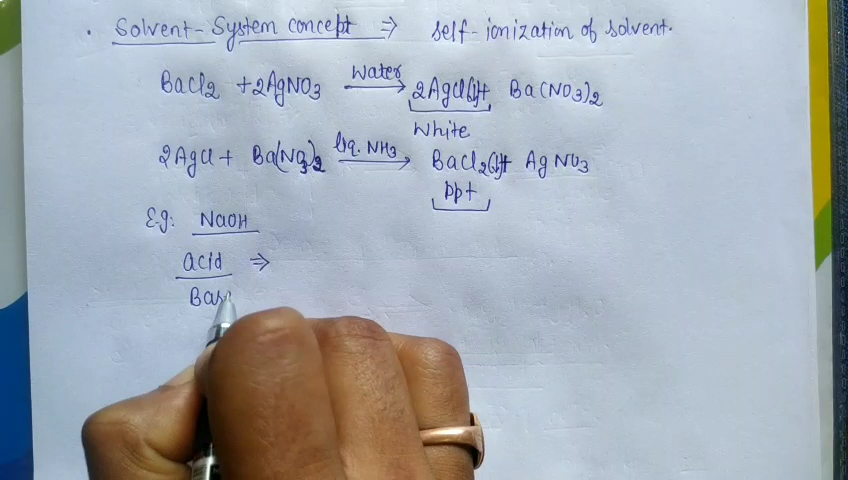 . Solvent-System concept ⇒ self-ionization of solvent.
Water
BaCl2 + 2AgNO3 → 2AgCl(↓)+ Ba(NO3)2
White
liq. NH3
2AgCl + Ba(NO3)2 → BaCl2(↓)+ AgNO3
ppt
E.g: NaOH
acid ⇒
Bas